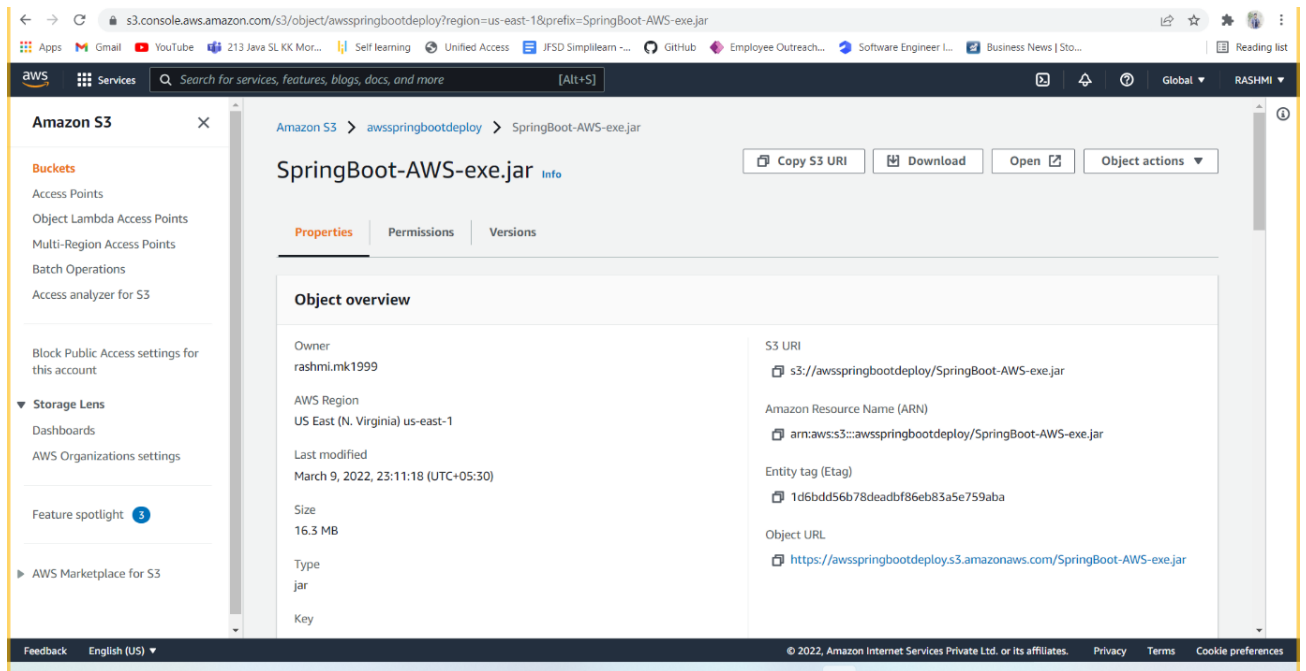 s3.console.aws.amazon.com/s3/object/awsspringbootdeploy?region=us-east-1&prefix=SpringBoot-AWS-exe.jar
Apps Gmail YouTube 213 Java SL KK Mor... Self learning Unified Access JFSD Simplilearn -... GitHub Employee Outreach... Software Engineer I... Business News | Sto... Reading list
aws Services Search for services, features, blogs, docs, and more [Alt+S] Global RASHMI
Amazon S3
Buckets
Access Points
Object Lambda Access Points
Multi-Region Access Points
Batch Operations
Access analyzer for S3
Block Public Access settings for
this account
Storage Lens
Dashboards
AWS Organizations settings
Feature spotlight 3
AWS Marketplace for S3
Amazon S3 > awsspringbootdeploy > SpringBoot-AWS-exe.jar
SpringBoot-AWS-exe.jar Info
Copy S3 URI Download Open Object actions
Properties Permissions Versions
Object overview
Owner
rashmi.mk1999
AWS Region
US East (N. Virginia) us-east-1
Last modified
March 9, 2022, 23:11:18 (UTC+05:30)
Size
16.3 MB
Type
jar
Key
S3 URI
s3://awsspringbootdeploy/SpringBoot-AWS-exe.jar
Amazon Resource Name (ARN)
arn:aws:s3:::awsspringbootdeploy/SpringBoot-AWS-exe.jar
Entity tag (Etag)
1d6bdd56b78deadbf86eb83a5e759aba
Object URL
https://awsspringbootdeploy.s3.amazonaws.com/SpringBoot-AWS-exe.jar
Feedback English (US) © 2022, Amazon Internet Services Private Ltd. or its affiliates. Privacy Terms Cookie preferences